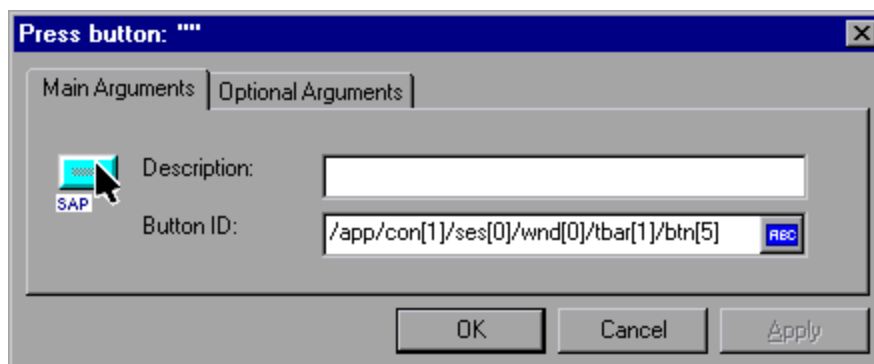 Press button: """
Main Arguments Optional Arguments
SAP
Description:
Button ID: /app/con[1]/ses[0]/wnd[0]/tbar[1]/btn[5] ABC
OK Cancel Apply